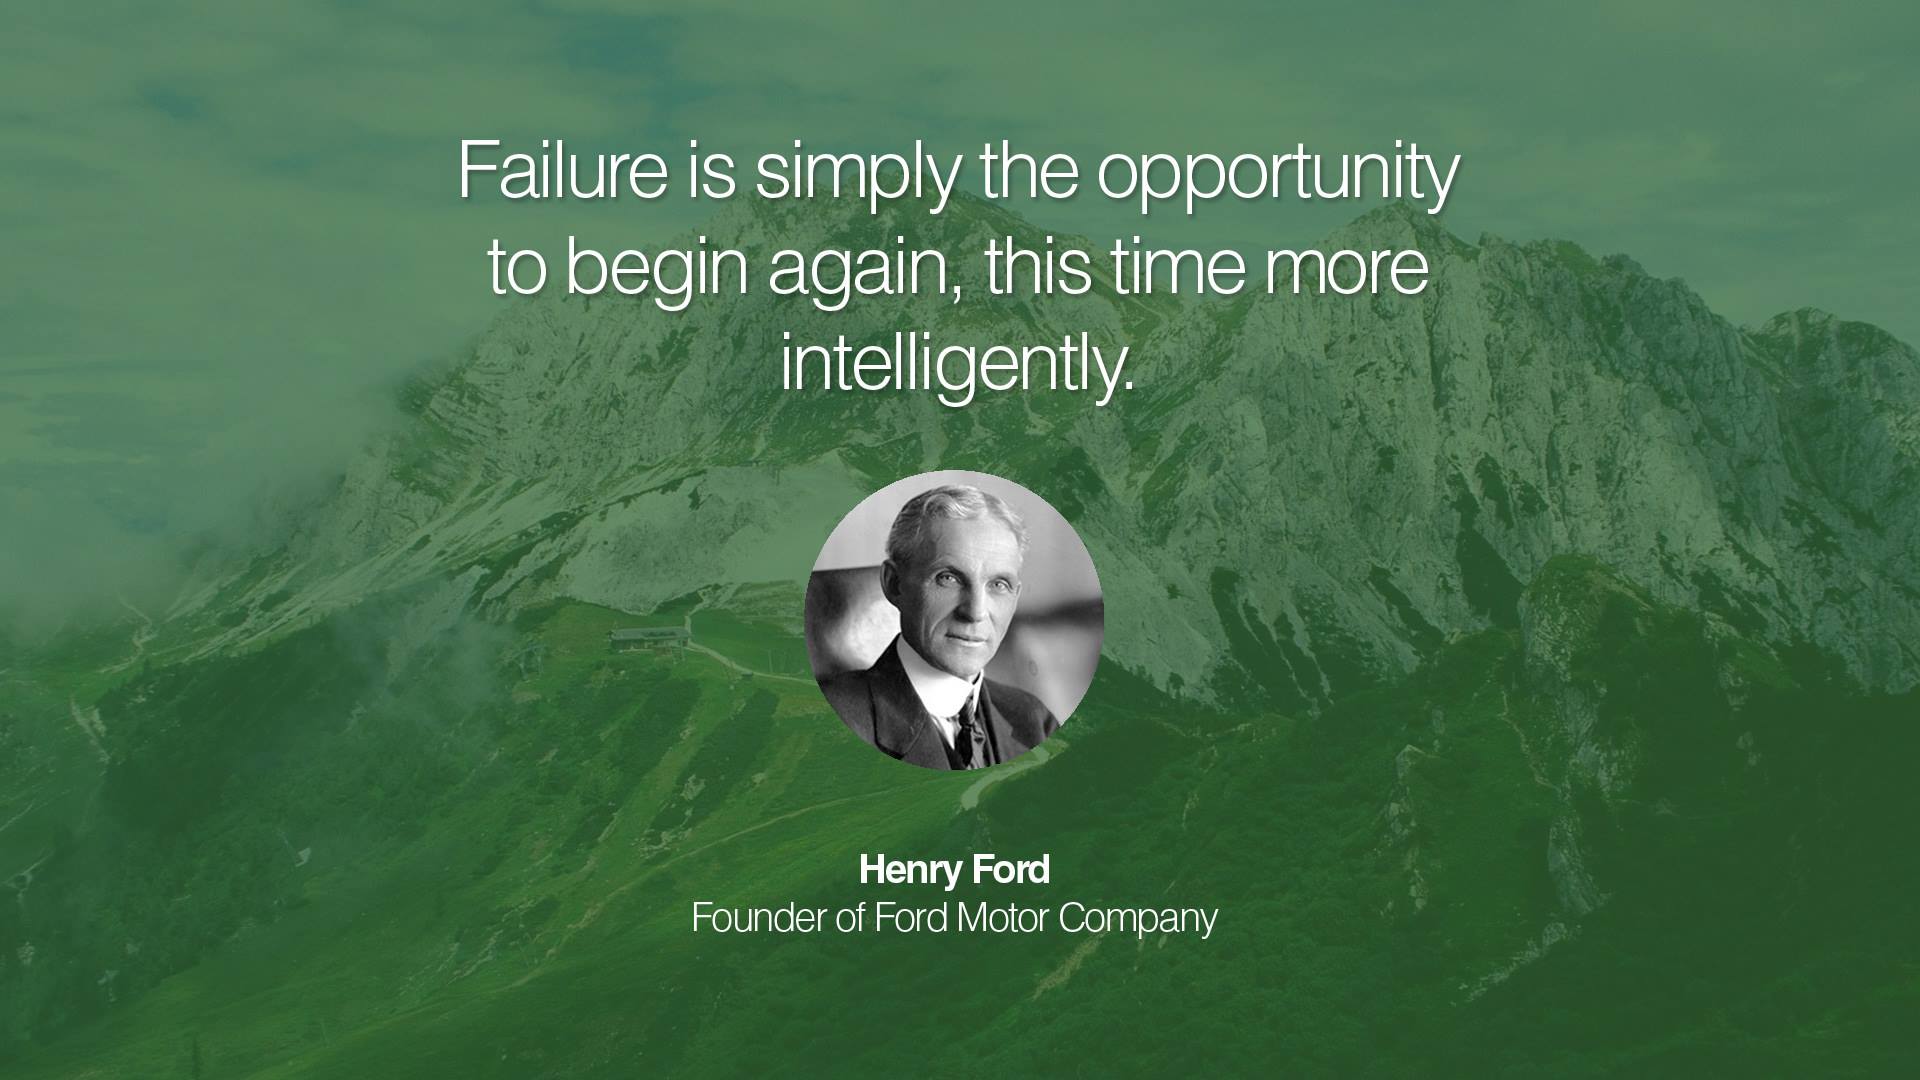 Failure is simply the opportunity
to begin again, this time more
intelligently.
Henry Ford
Founder of Ford Motor Company